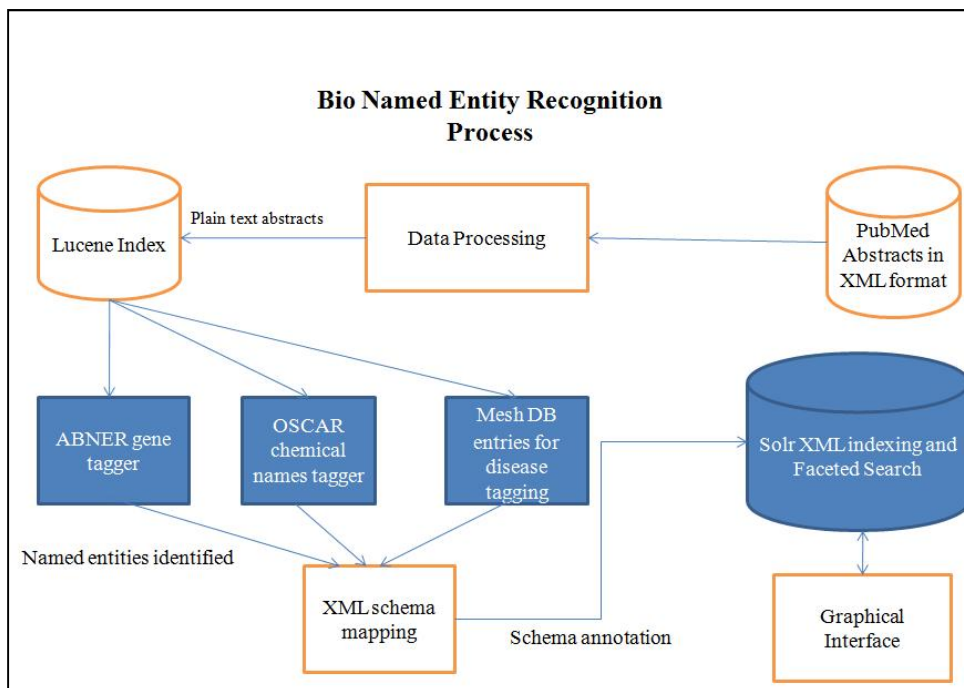 Bio Named Entity Recognition
Process
Lucene Index
Plain text abstracts
Data Processing
PubMed
Abstracts in
XML format
ABNER gene
tagger
OSCAR
chemical
names tagger
Mesh DB
entries for
disease
tagging
Solr XML indexing and
Faceted Search
Named entities identified
XML schema
mapping
Schema annotation
Graphical
Interface